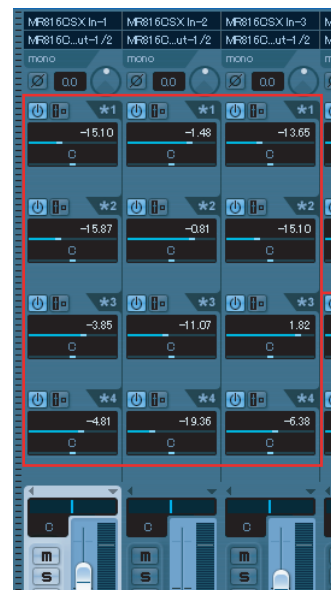 MR816CSX In-1 MR816CSX In-2 MR816CSX In-3
MR816C...ut-1/2 MR816C...ut-1/2 MR816C...ut-1/2
mono mono mono
0.0 0.0 0.0
*1 *1 *1
-15.10 -1.48 -13.65
C C C
*2 *2 *2
-15.87 -0.81 -15.10
C C C
*3 *3 *3
-3.85 -11.07 1.82
C C C
*4 *4 *4
-4.81 -19.36 -6.38
C C C
C C C
m m m
S S S